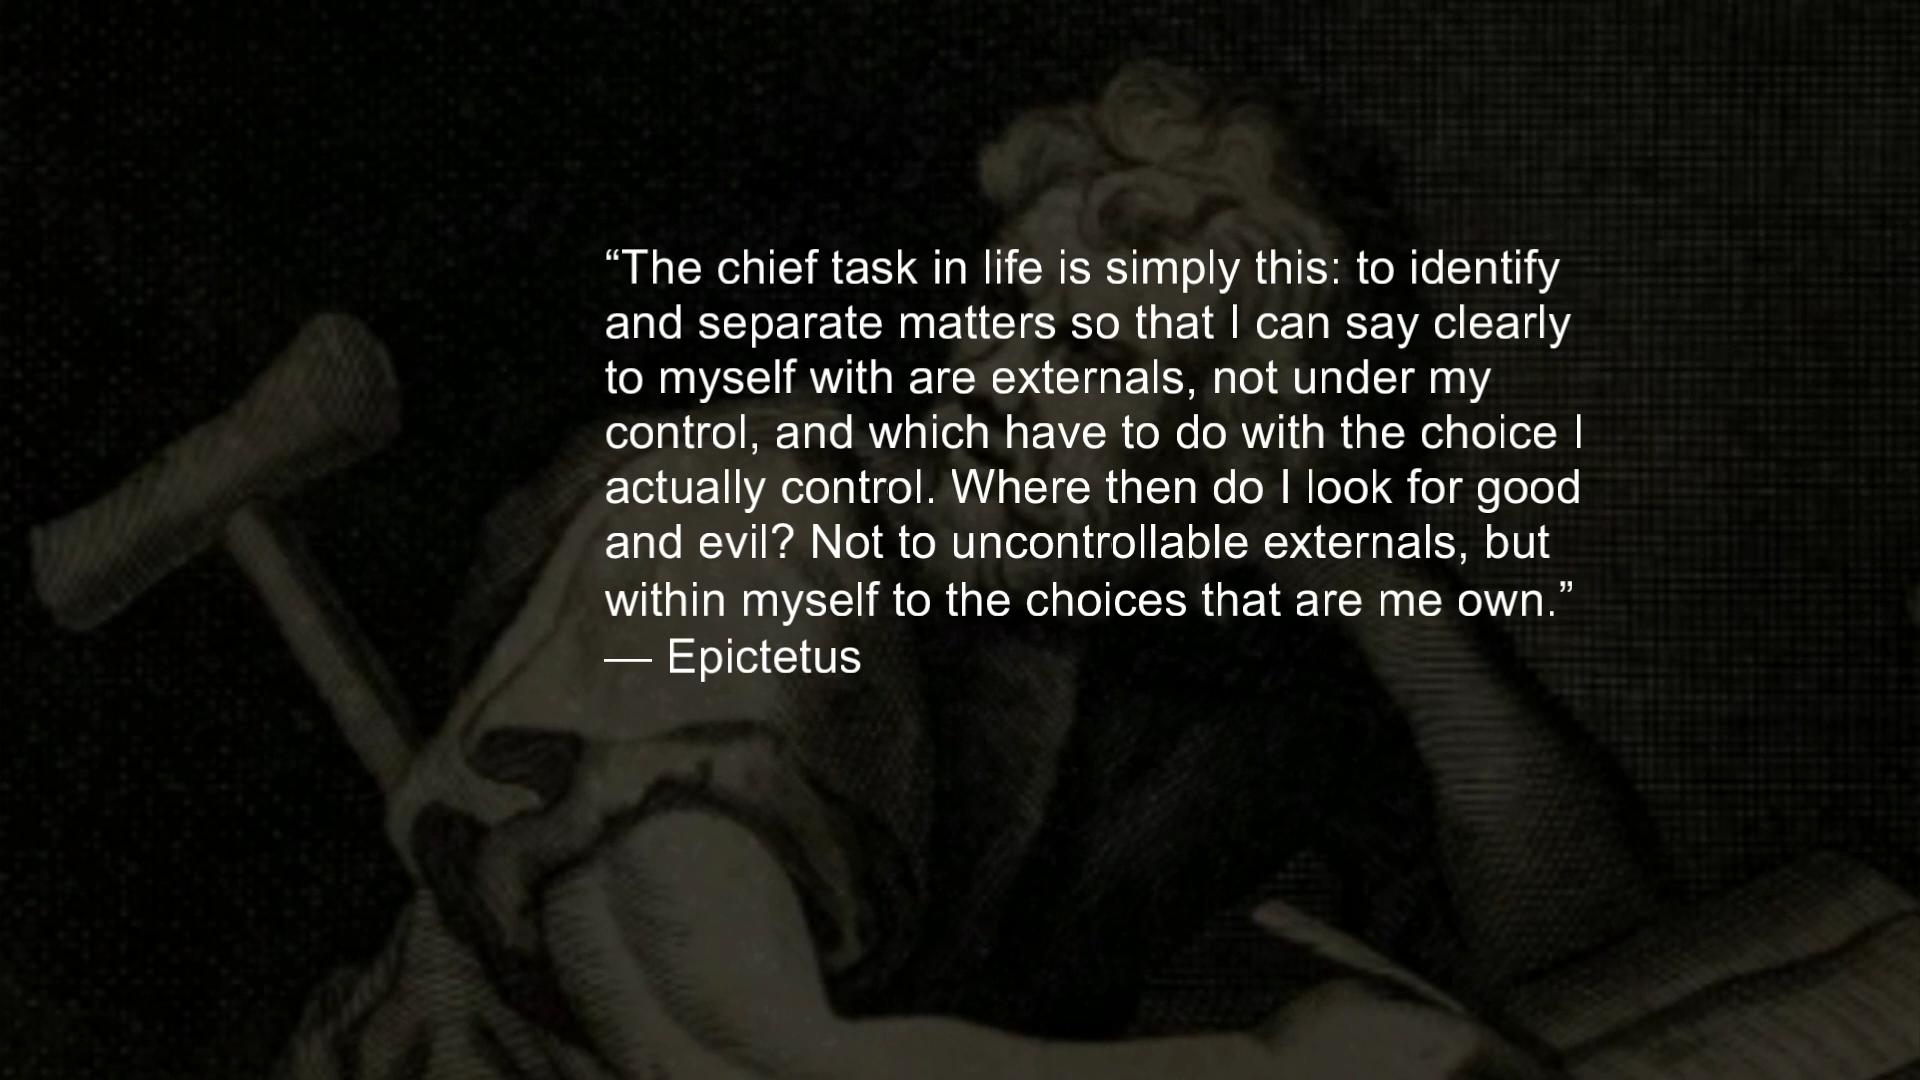 “The chief task in life is simply this: to identify
and separate matters so that I can say clearly
to myself with are externals, not under my
control, and which have to do with the choice I
actually control. Where then do I look for good
and evil? Not to uncontrollable externals, but
within myself to the choices that are me own.”
— Epictetus